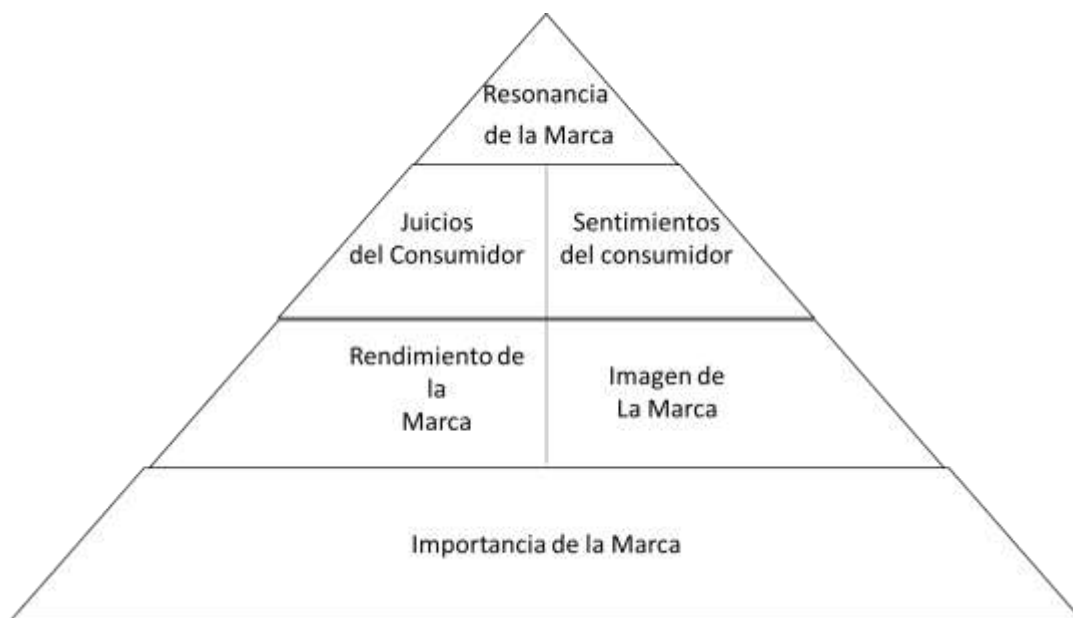 Resonancia
de la Marca
Juicios
del Consumidor
Sentimientos
del consumidor
Rendimiento de
la
Marca
Imagen de
La Marca
Importancia de la Marca